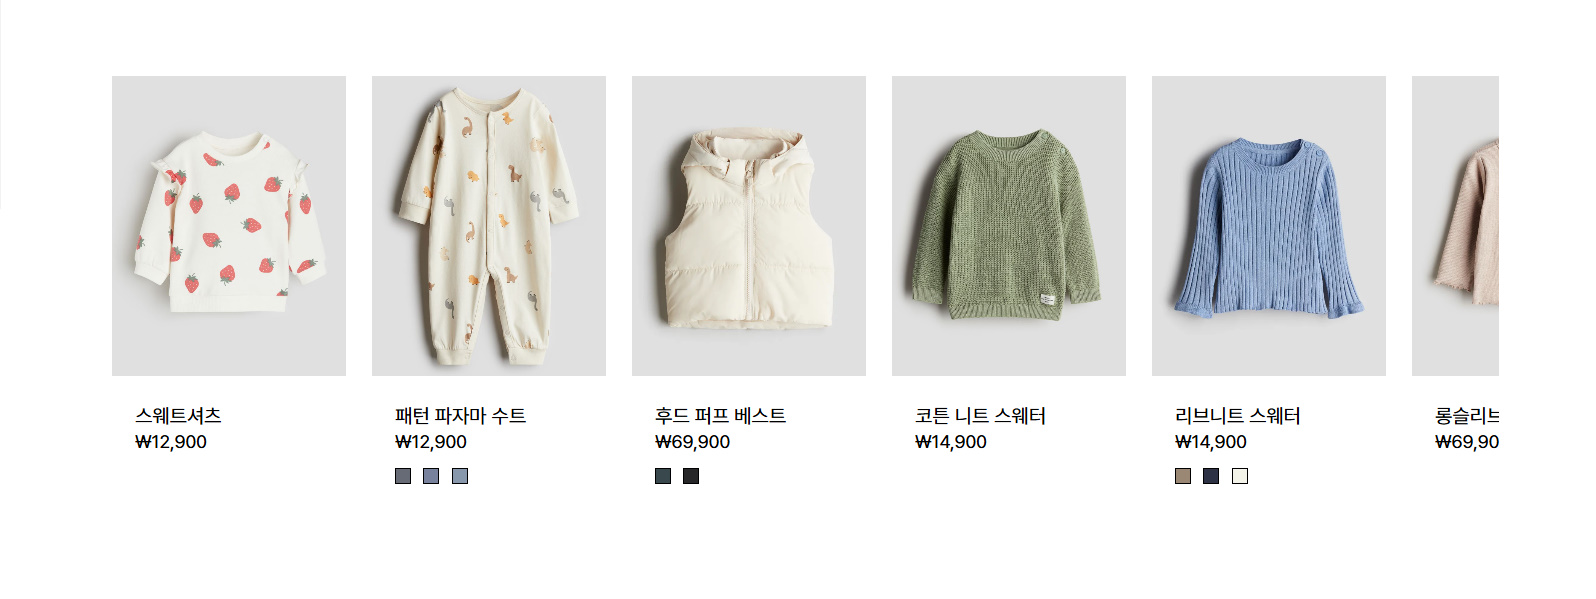 스웨트셔츠
₩12,900
패턴 파자마 수트
₩12,900
후드 퍼프 베스트
₩69,900
코튼 니트 스웨터
₩14,900
리브니트 스웨터
₩14,900
롱슬리브
₩69,90